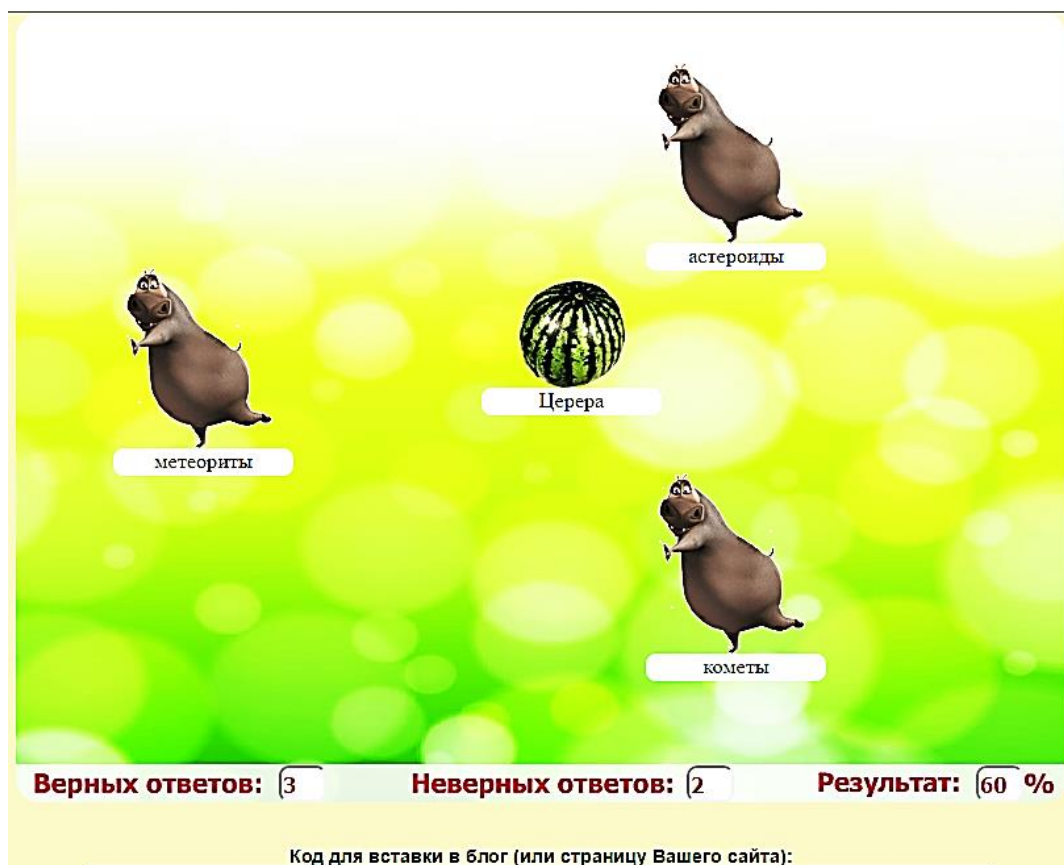 астероиды
Церера
метеориты
кометы
Верных ответов: 3 Неверных ответов: 2 Результат: 60 %
Код для вставки в блог (или страницу Вашего сайта):